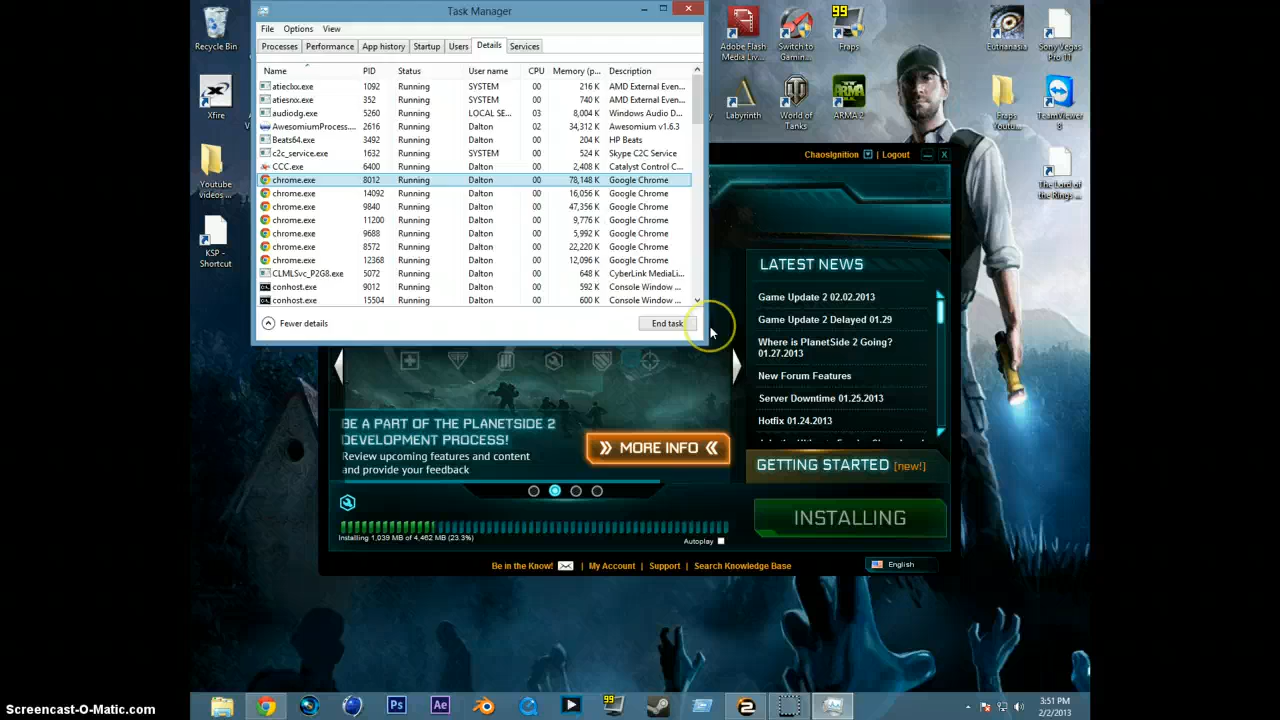 Task Manager
File Options View
Processes Performance App history Startup Users Details Services
Name PID Status User name CPU Memory (p... Description
atieclxx.exe 1092 Running SYSTEM 00 216 K AMD External Even...
atiesrxx.exe 352 Running SYSTEM 00 740 K AMD External Even...
audiodg.exe 5260 Running LOCAL SE... 03 8,004 K Windows Audio D...
AwesomiumProcess.... 2616 Running Dalton 02 34,312 K Awesomium v1.6.3
Beats64.exe 3492 Running Dalton 00 204 K HP Beats
c2c_service.exe 1632 Running SYSTEM 00 524 K Skype C2C Service
CCC.exe 6400 Running Dalton 00 2,408 K Catalyst Control C...
chrome.exe 8012 Running Dalton 00 78,148 K Google Chrome
chrome.exe 14092 Running Dalton 00 16,056 K Google Chrome
chrome.exe 9840 Running Dalton 00 47,356 K Google Chrome
chrome.exe 11200 Running Dalton 00 9,776 K Google Chrome
chrome.exe 9688 Running Dalton 00 5,992 K Google Chrome
chrome.exe 8572 Running Dalton 00 22,220 K Google Chrome
chrome.exe 12368 Running Dalton 00 12,096 K Google Chrome
CLMLSvc_P2G8.exe 5072 Running Dalton 00 648 K CyberLink MediaLi...
conhost.exe 9012 Running Dalton 00 592 K Console Window ...
conhost.exe 15504 Running Dalton 00 600 K Console Window ...
Fewer details
End task
Recycle Bin
Xfire
Youtube
videos ...
KSP -
Shortcut
Adobe Flash
Media Liv...
Switch to
Gamin...
99
Fraps
Labyrinth
World of
Tanks
ARMA
ARMA 2
Euthanasia
Sony Vegas
Pro 11
Fraps
Youtu...
TeamViewer
8
The Lord of
the Rings ...
ChaosIgnition | Logout
LATEST NEWS
Game Update 2 02.02.2013
Game Update 2 Delayed 01.29
Where is PlanetSide 2 Going?
01.27.2013
New Forum Features
Server Downtime 01.25.2013
Hotfix 01.24.2013
GETTING STARTED [new!]
BE A PART OF THE PLANETSIDE 2
DEVELOPMENT PROCESS!
Review upcoming features and content
and provide your feedback
MORE INFO
INSTALLING
Installing 1,039 MB of 4,462 MB (23.3%)
Autoplay
Be in the Know! | My Account | Support | Search Knowledge Base
English
Ps
Ae
99
2
3:51 PM
2/2/2013
Screencast-O-Matic.com